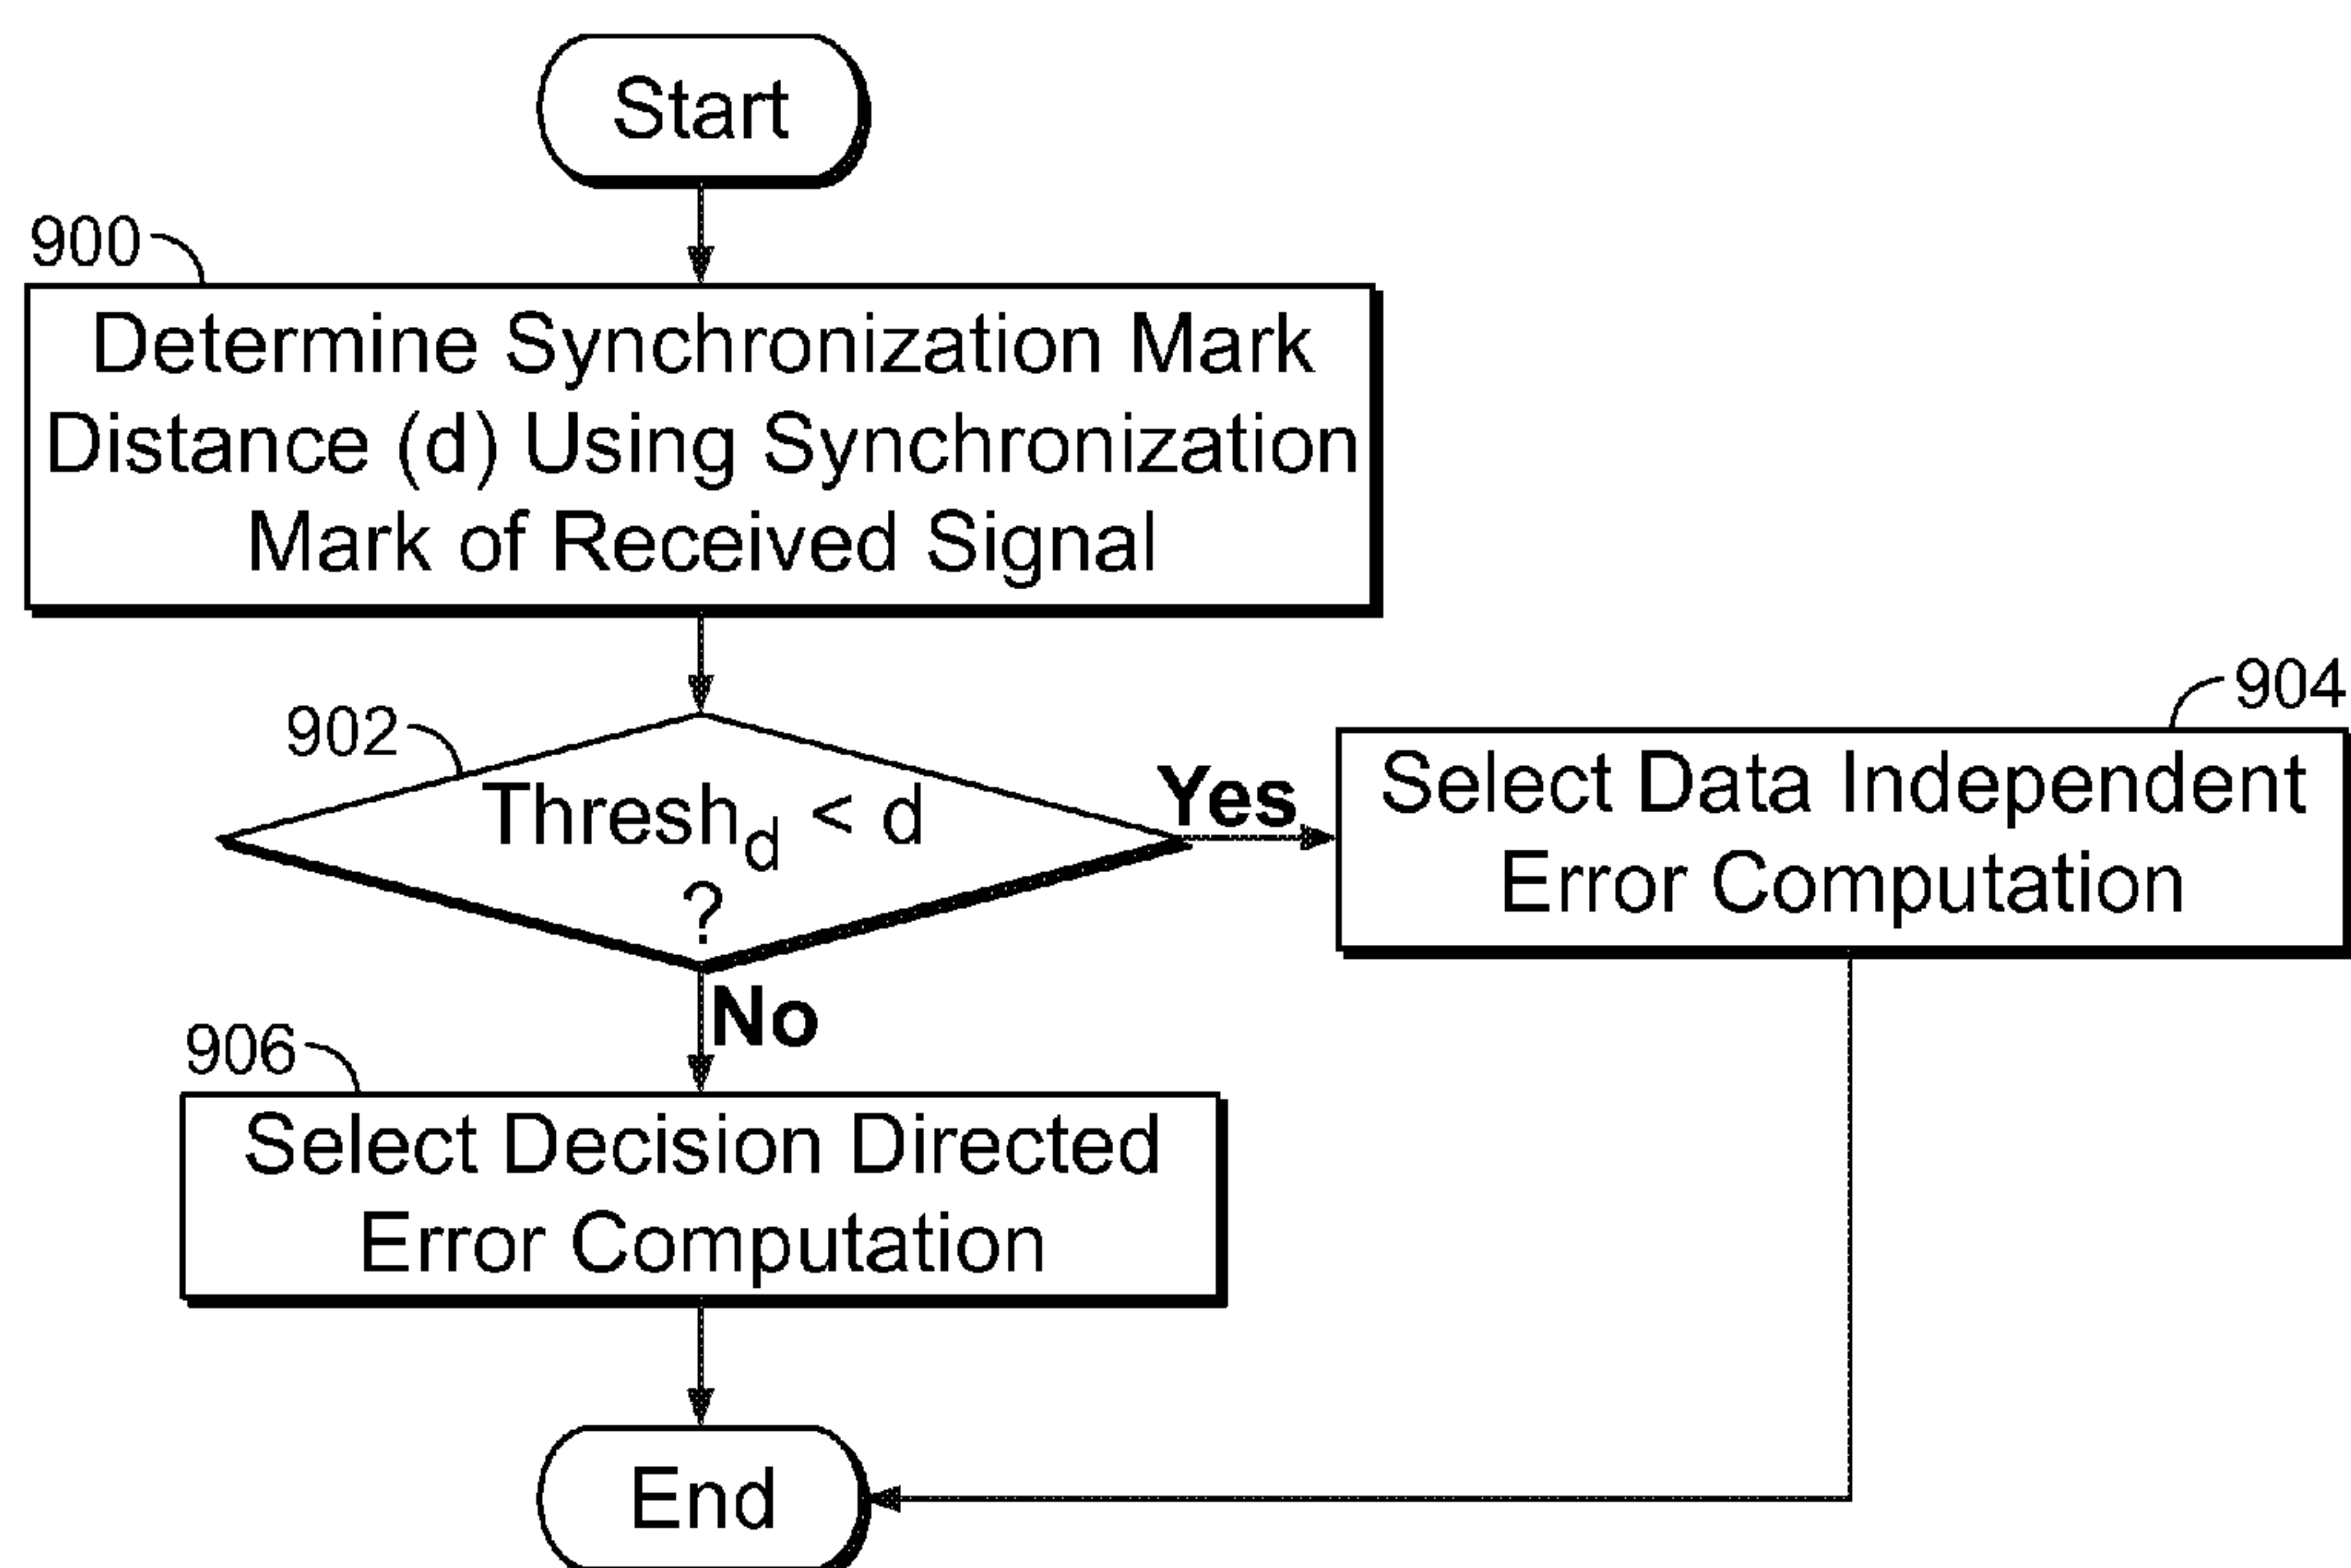 Start
900
Determine Synchronization Mark
Distance (d) Using Synchronization
Mark of Received Signal
902
Thresh_d < d
?
Yes
904
Select Data Independent
Error Computation
No
906
Select Decision Directed
Error Computation
End